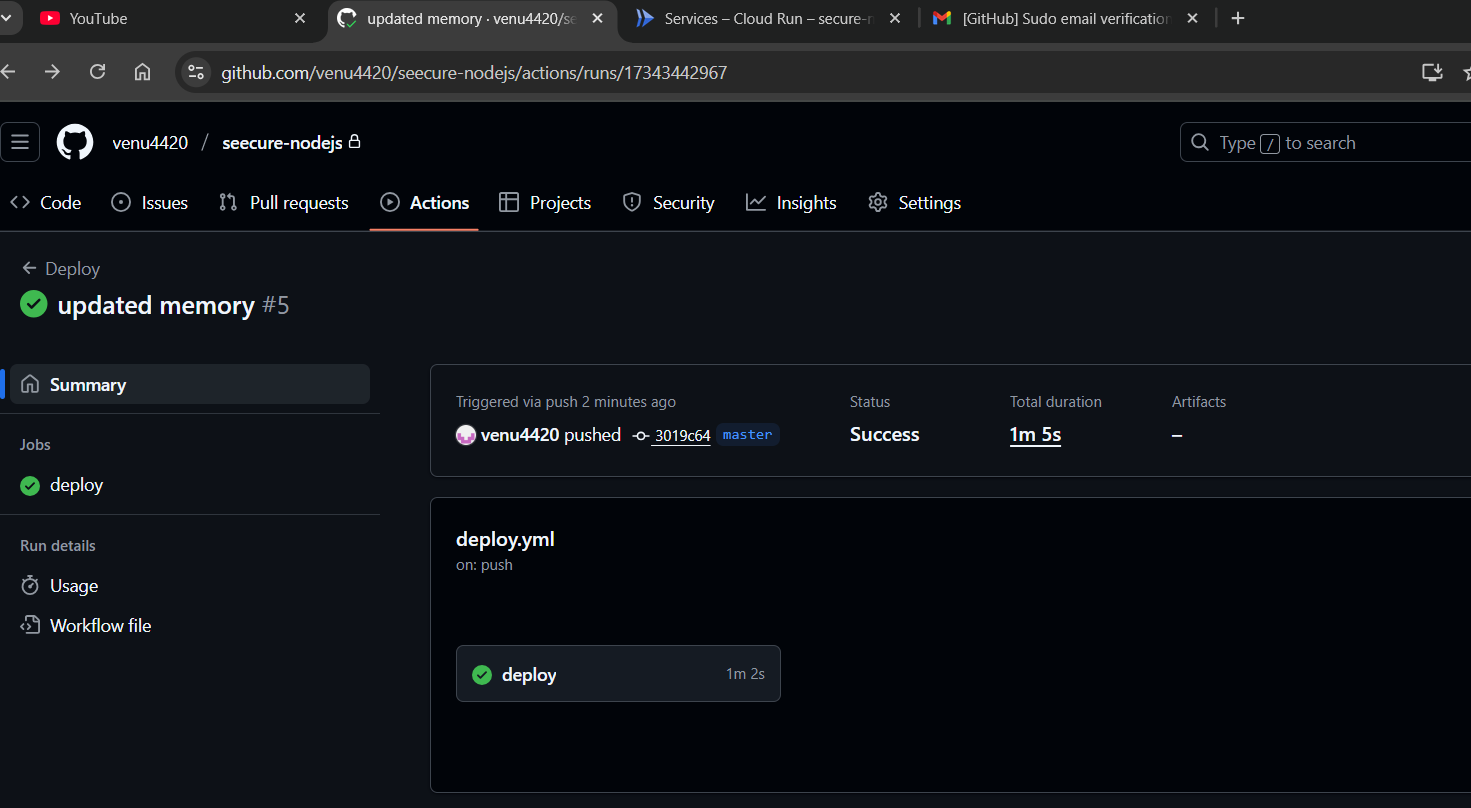 YouTube
updated memory · venu4420/se
Services – Cloud Run – secure-n
[GitHub] Sudo email verification
github.com/venu4420/seecure-nodejs/actions/runs/17343442967
venu4420 / seecure-nodejs
Type / to search
Code Issues Pull requests Actions Projects Security Insights Settings
Deploy
updated memory #5
Summary
Jobs
deploy
Run details
Usage
Workflow file
Triggered via push 2 minutes ago
venu4420 pushed 3019c64 master
Status
Success
Total duration
1m 5s
Artifacts
–
deploy.yml
on: push
deploy 1m 2s